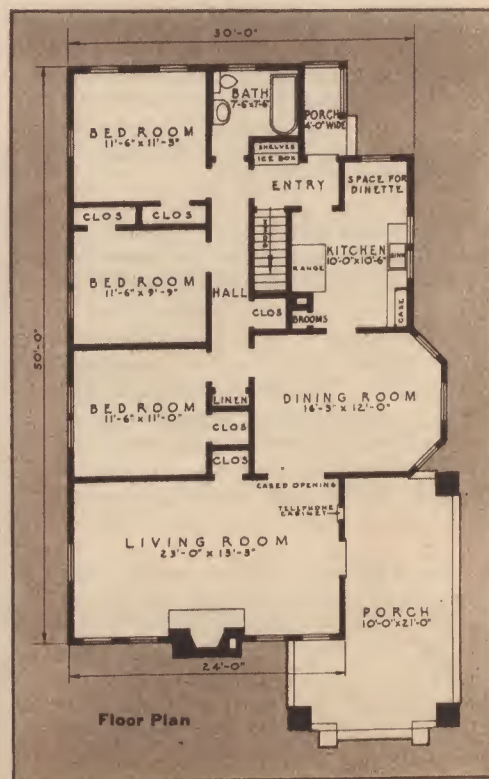 30'-0"
BATH
7'-6"x7'-6"
PORCH
4'-0" WIDE
BED ROOM
11'-6" x 11'-3"
SHELVES
ICE BOX
ENTRY
SPACE FOR
DINETTE
CLOS
CLOS
KITCHEN
10'-0"x10'-6"
SINK
RANGE
BED ROOM
11'-6" x 9'-9"
HALL
CLOS
BROOMS
CASE
50'-0"
BED ROOM
11'-6" x 11'-0"
LINEN
CLOS
CLOS
DINING ROOM
16'-3" x 12'-0"
CASED OPENING
TELEPHONE
CABINET
LIVING ROOM
23'-0" x 13'-3"
PORCH
10'-0"x21'-0"
24'-0"
Floor Plan